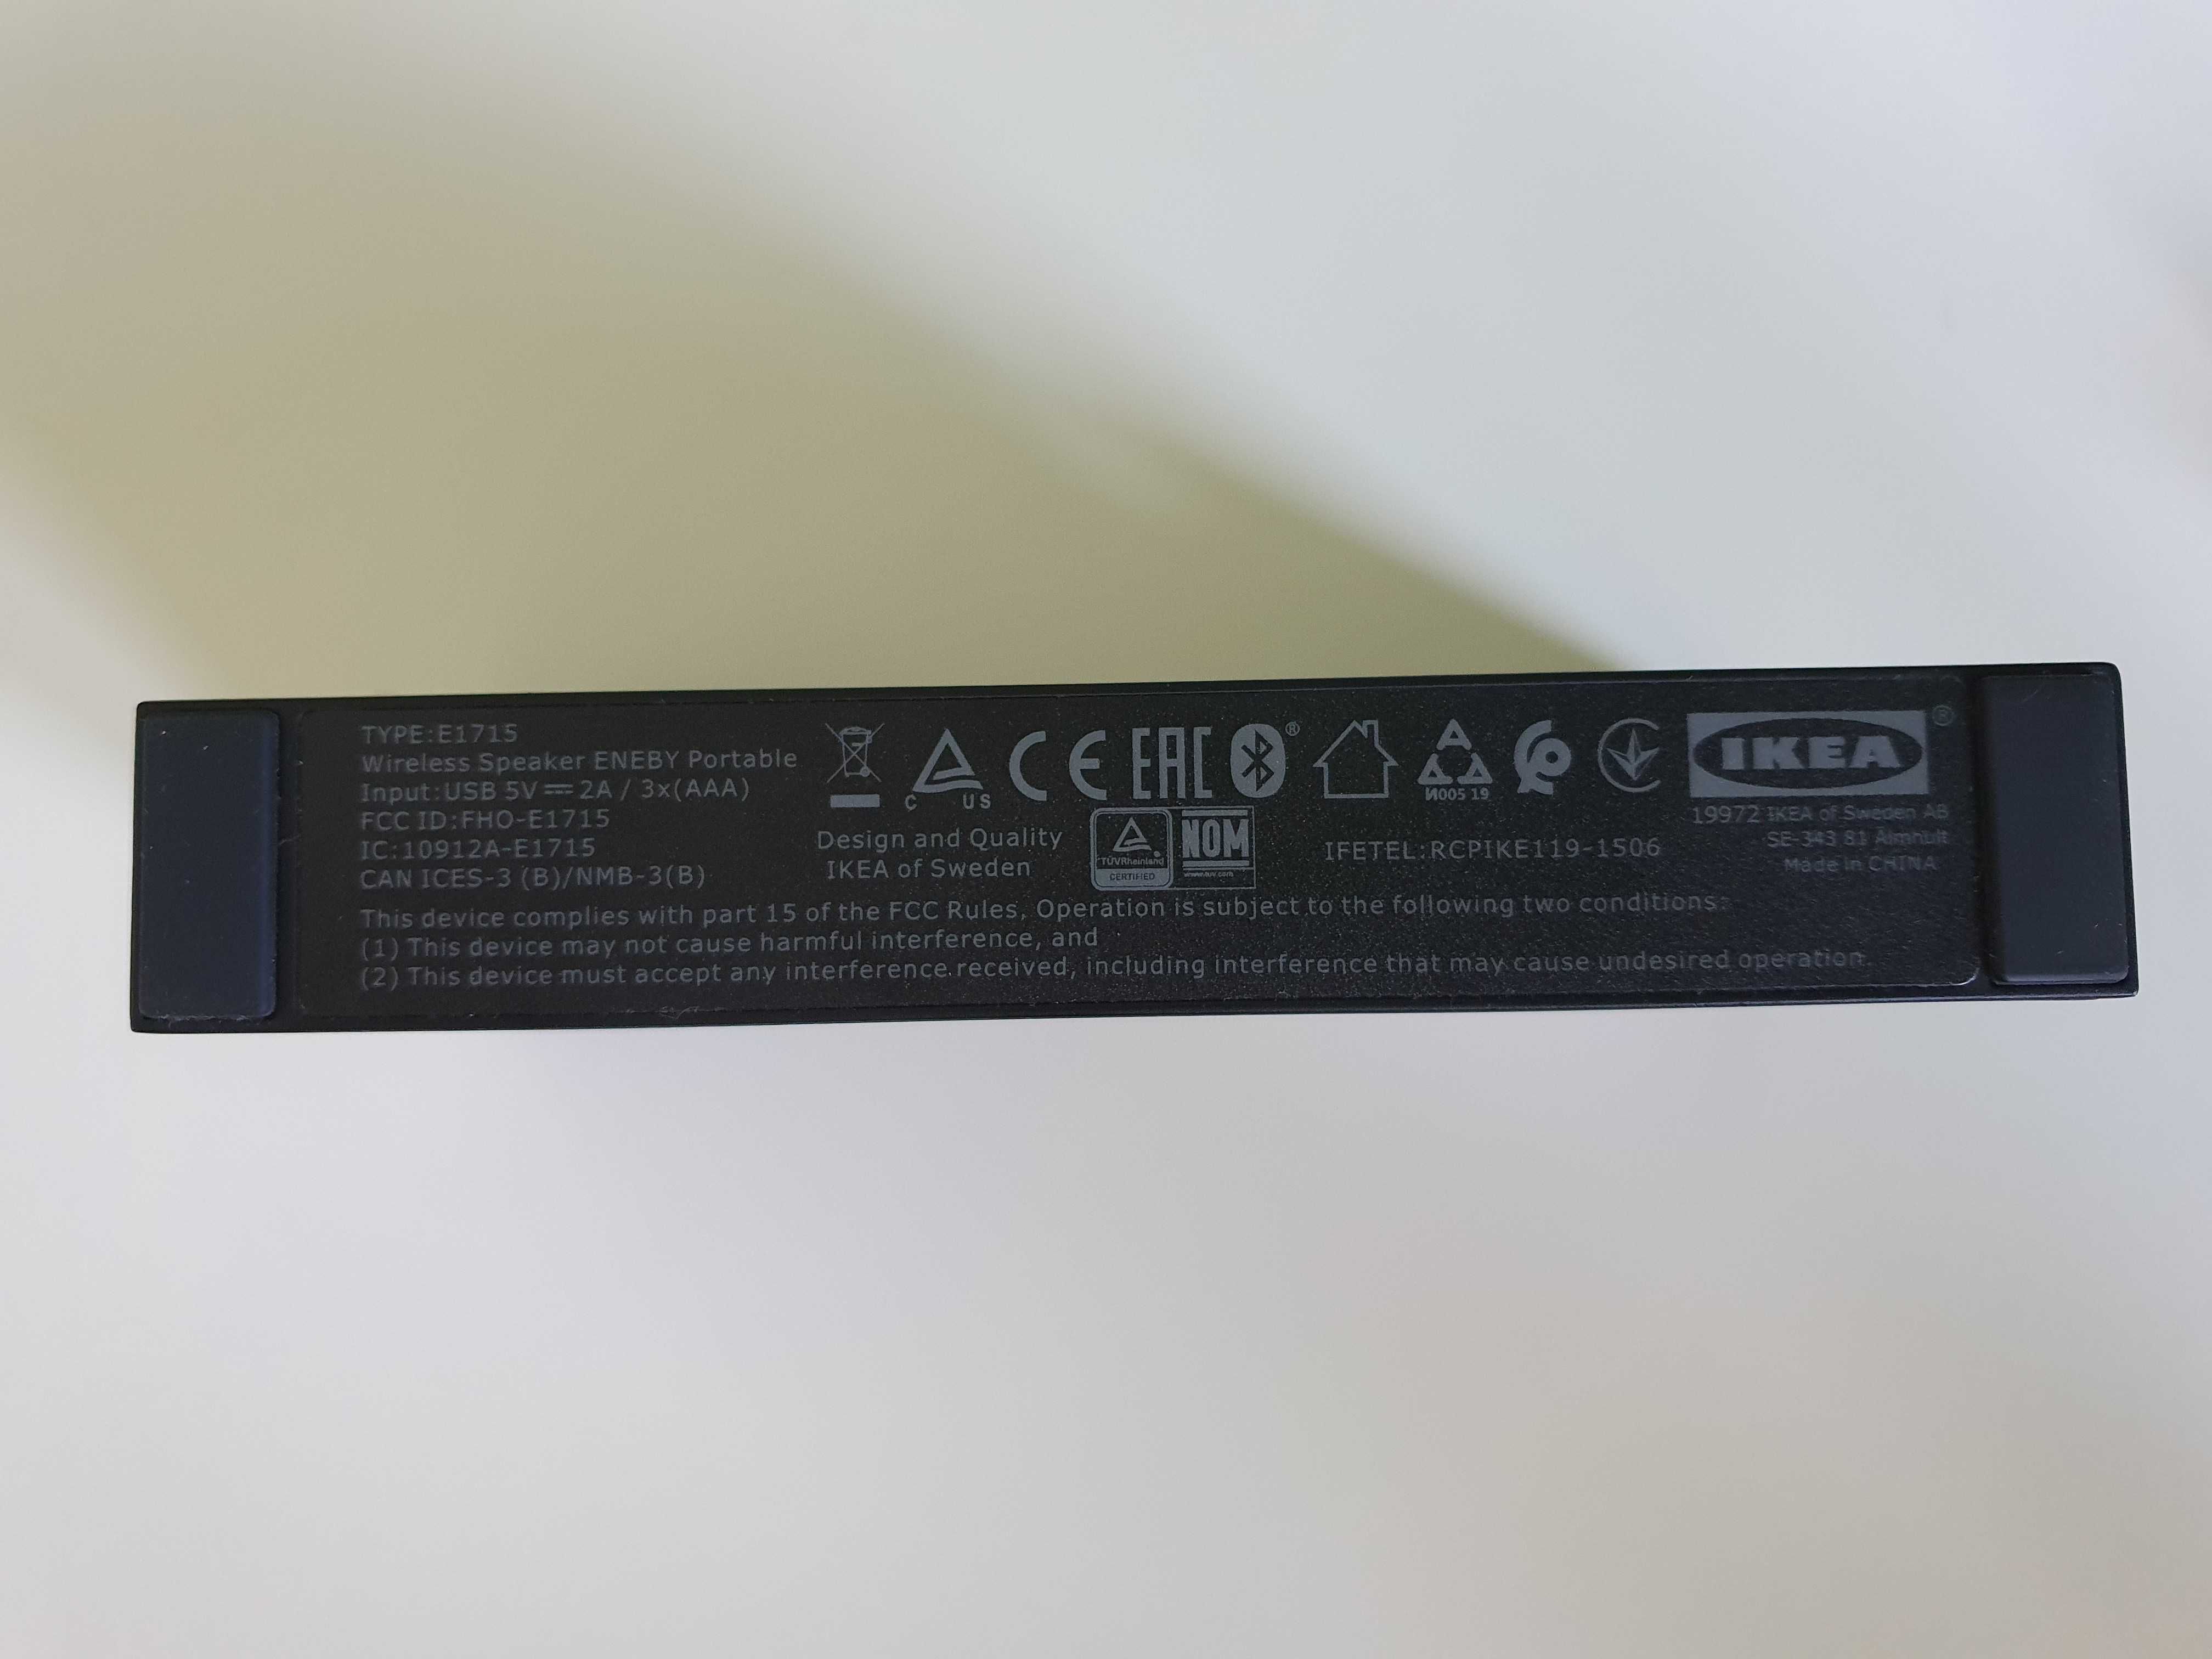 TYPE:E1715
Wireless Speaker ENEBY Portable
Input:USB 5V ⎓ 2A / 3x(AAA)
FCC ID:FHO-E1715
IC:10912A-E1715
CAN ICES-3 (B)/NMB-3(B)
C US
CE EAC ®
И005 19
IKEA ®
Design and Quality
IKEA of Sweden
TÜVRheinland
CERTIFIED
NOM
www.tuv.com
IFETEL:RCPIKE119-1506
19972 IKEA of Sweden AB
SE-343 81 Älmhult
Made in CHINA
This device complies with part 15 of the FCC Rules. Operation is subject to the following two conditions:
(1) This device may not cause harmful interference, and
(2) This device must accept any interference received, including interference that may cause undesired operation.